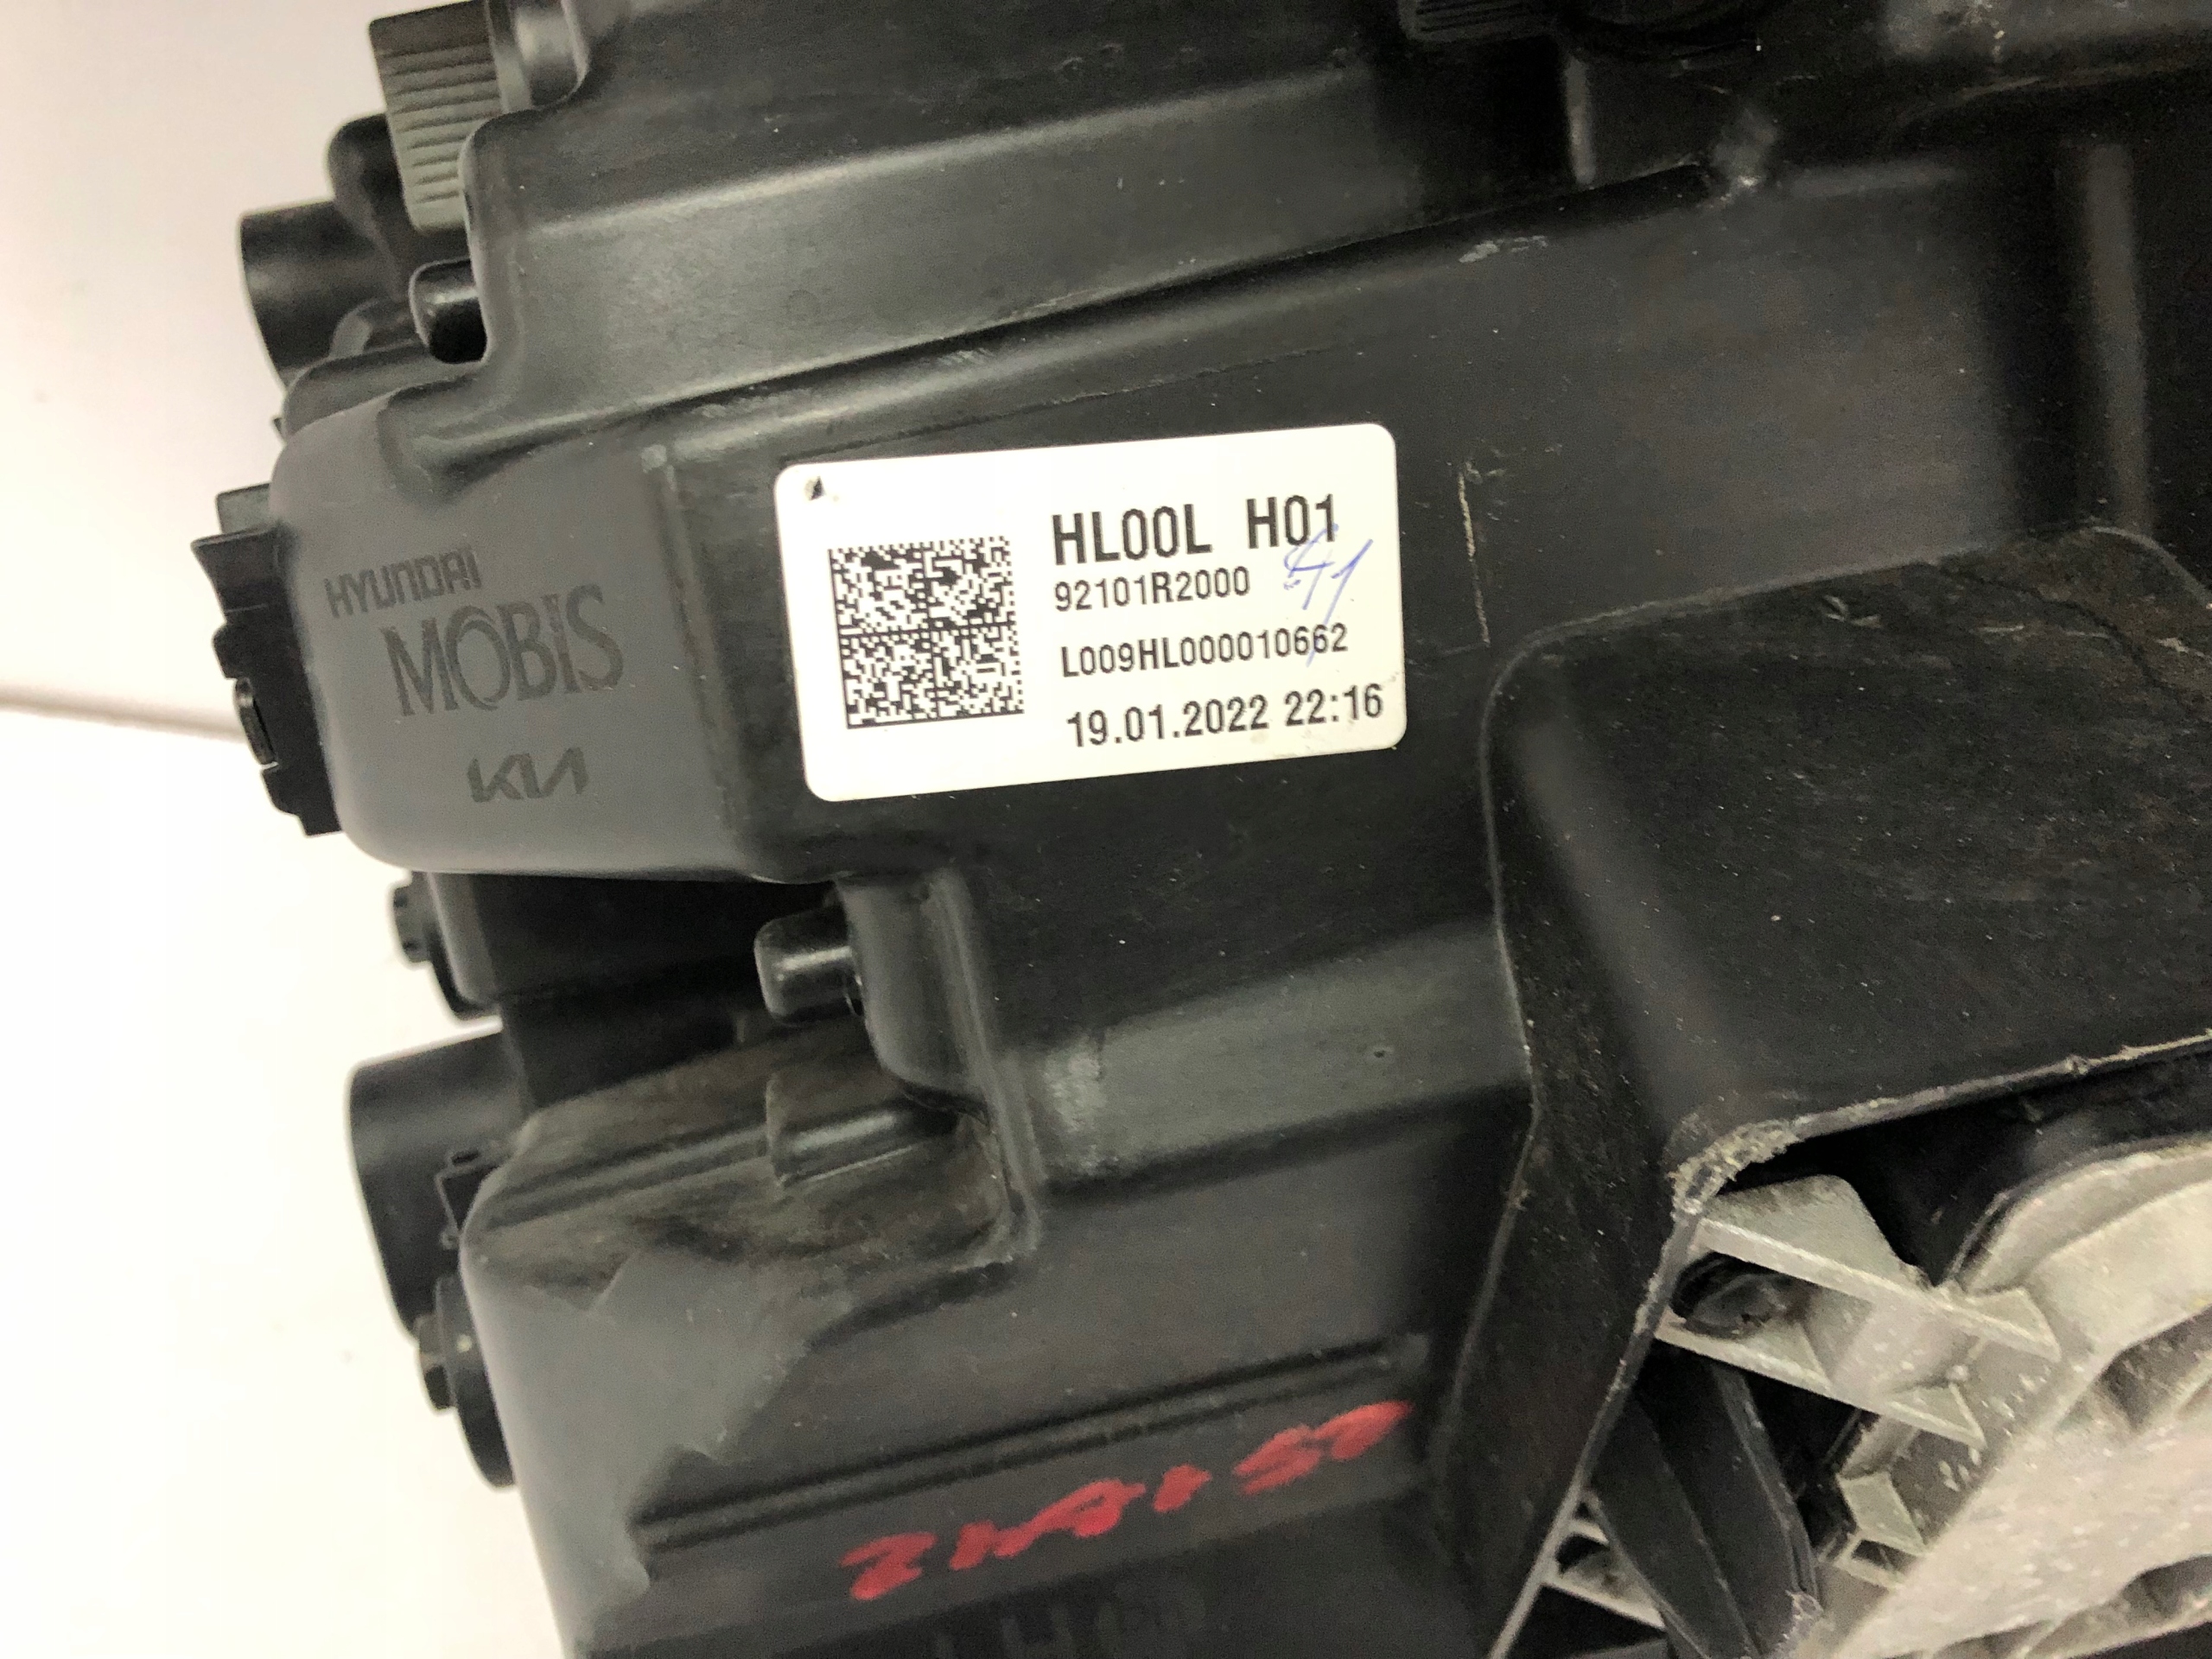 HYUNDAI
MOBIS
KIA
HL00L H01
92101R2000
L009HL000010662
19.01.2022 22:16